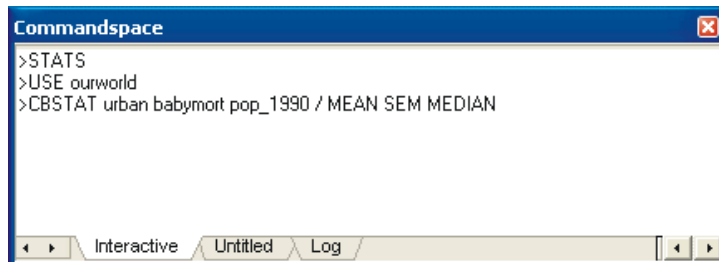 Commandspace
>STATS
>USE ourworld
>CBSTAT urban babymort pop_1990 / MEAN SEM MEDIAN
Interactive Untitled Log